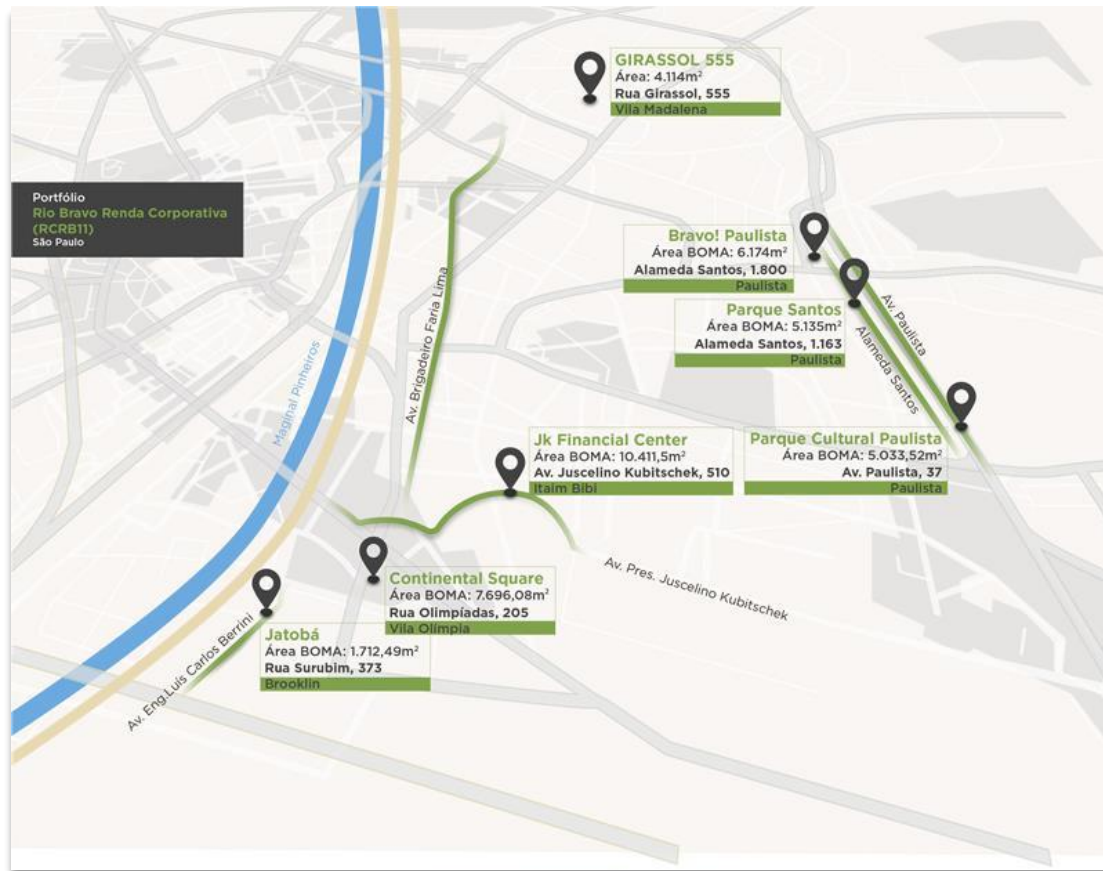 GIRASSOL 555
Área: 4.114m²
Rua Girassol, 555
Vila Madalena
Portfólio
Rio Bravo Renda Corporativa
(RCRB11)
São Paulo
Bravo! Paulista
Área BOMA: 6.174m²
Alameda Santos, 1.800
Paulista
Parque Santos
Área BOMA: 5.135m²
Alameda Santos, 1.163
Paulista
Av. Paulista
Alameda Santos
Av. Brigadeiro Faria Lima
Maginal Pinheiros
Jk Financial Center
Área BOMA: 10.411,5m²
Av. Juscelino Kubitschek, 510
Itaim Bibi
Parque Cultural Paulista
Área BOMA: 5.033,52m²
Av. Paulista, 37
Paulista
Av. Pres. Juscelino Kubitschek
Continental Square
Área BOMA: 7.696,08m²
Rua Olimpíadas, 205
Vila Olímpia
Jatobá
Área BOMA: 1.712,49m²
Rua Surubim, 373
Brooklin
Av. Eng.Luís Carlos Berrini